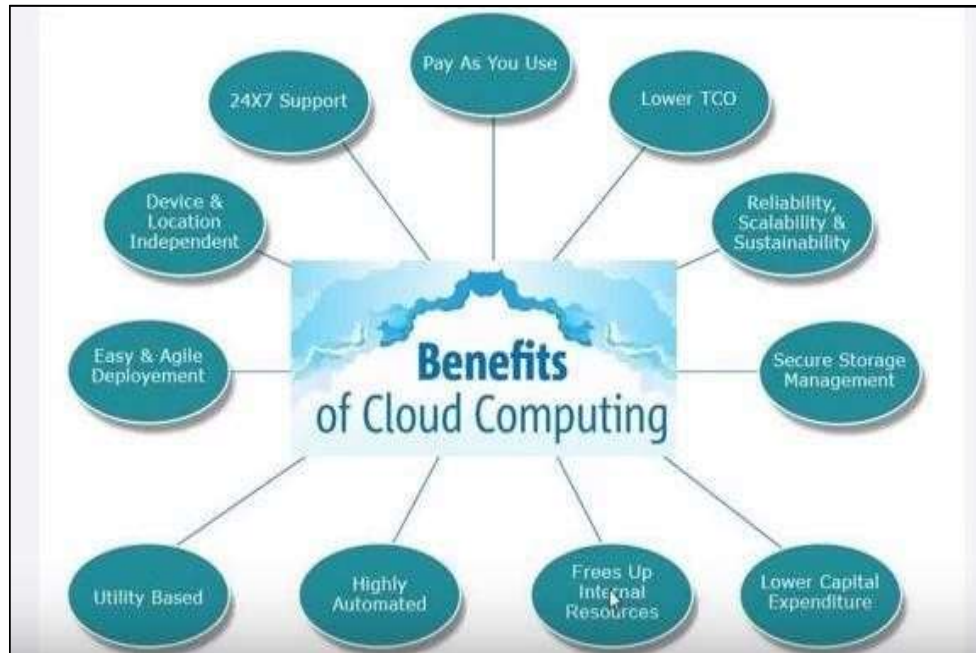 Pay As You Use
24X7 Support
Lower TCO
Device &
Location
Independent
Reliability,
Scalability &
Sustainability
Easy & Agile
Deployement
Benefits
of Cloud Computing
Secure Storage
Management
Utility Based
Highly
Automated
Frees Up
Internal
Resources
Lower Capital
Expenditure